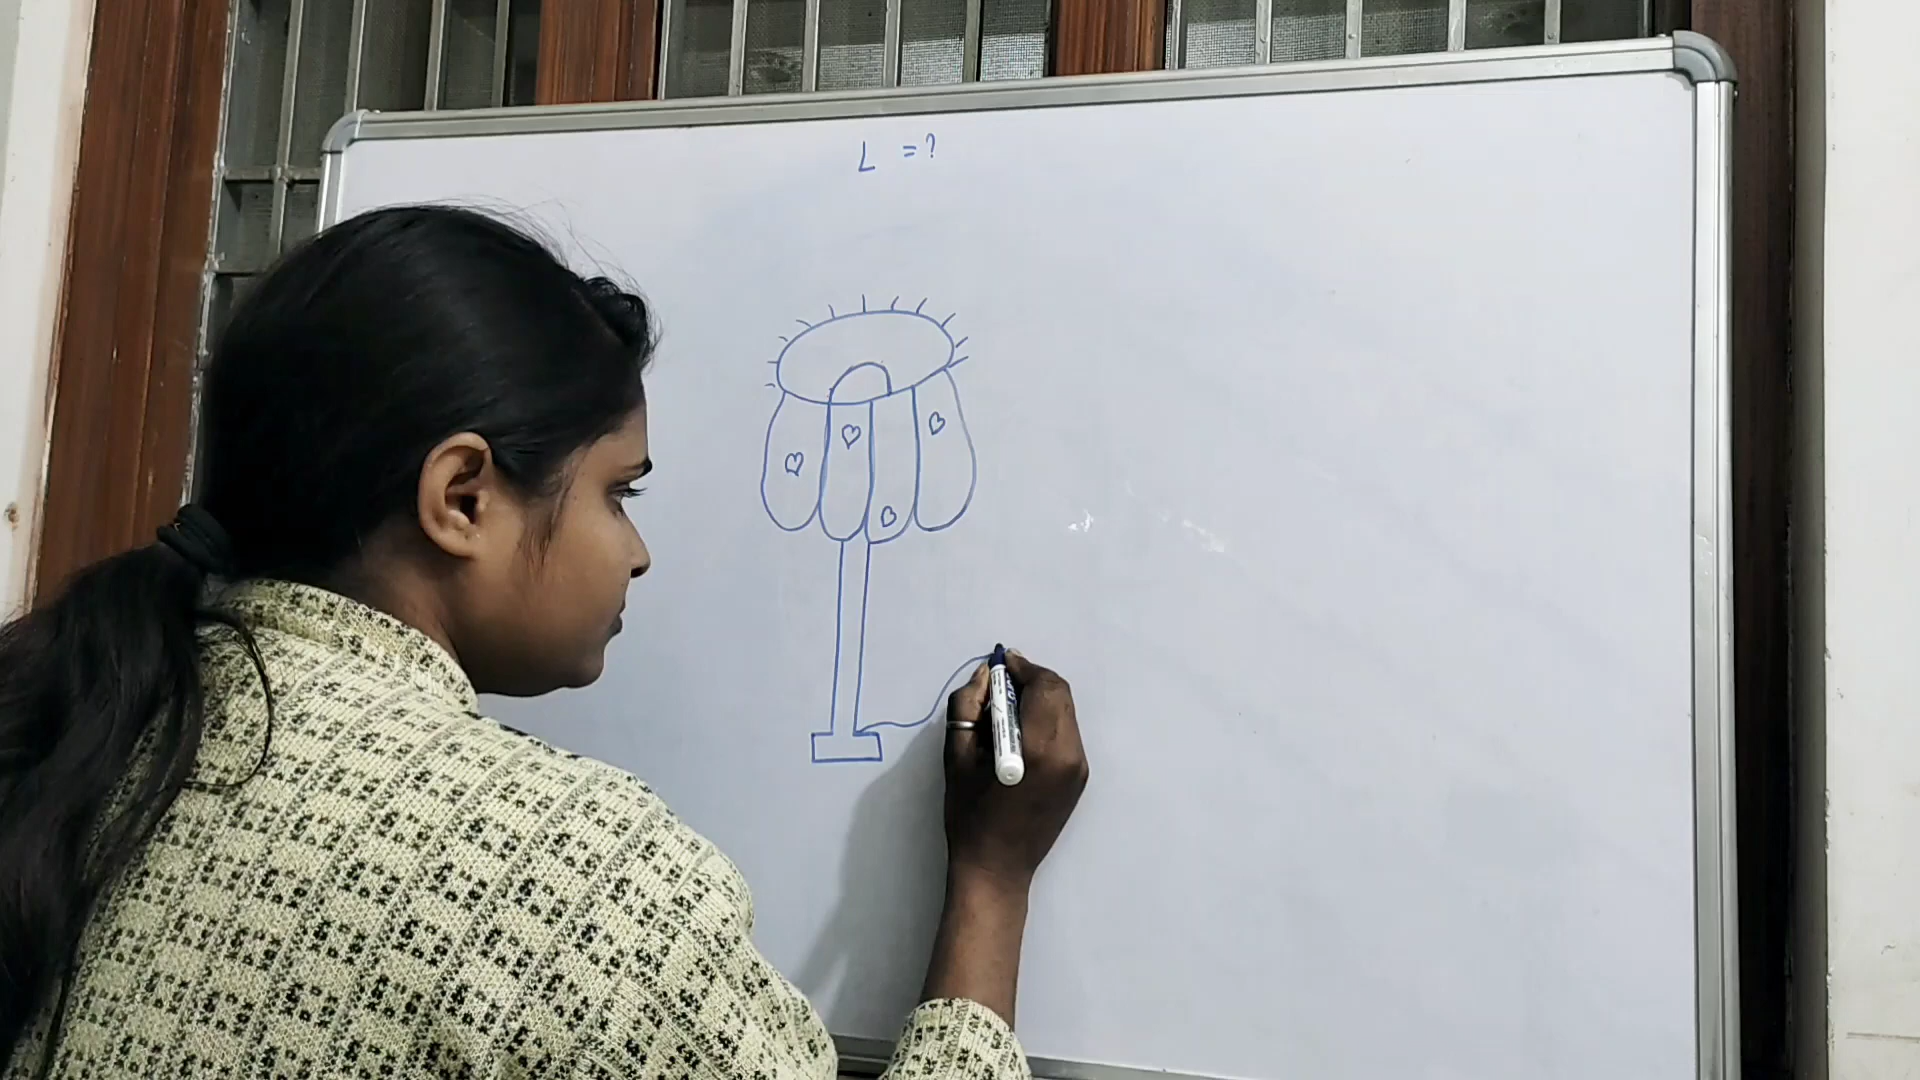 L = ?